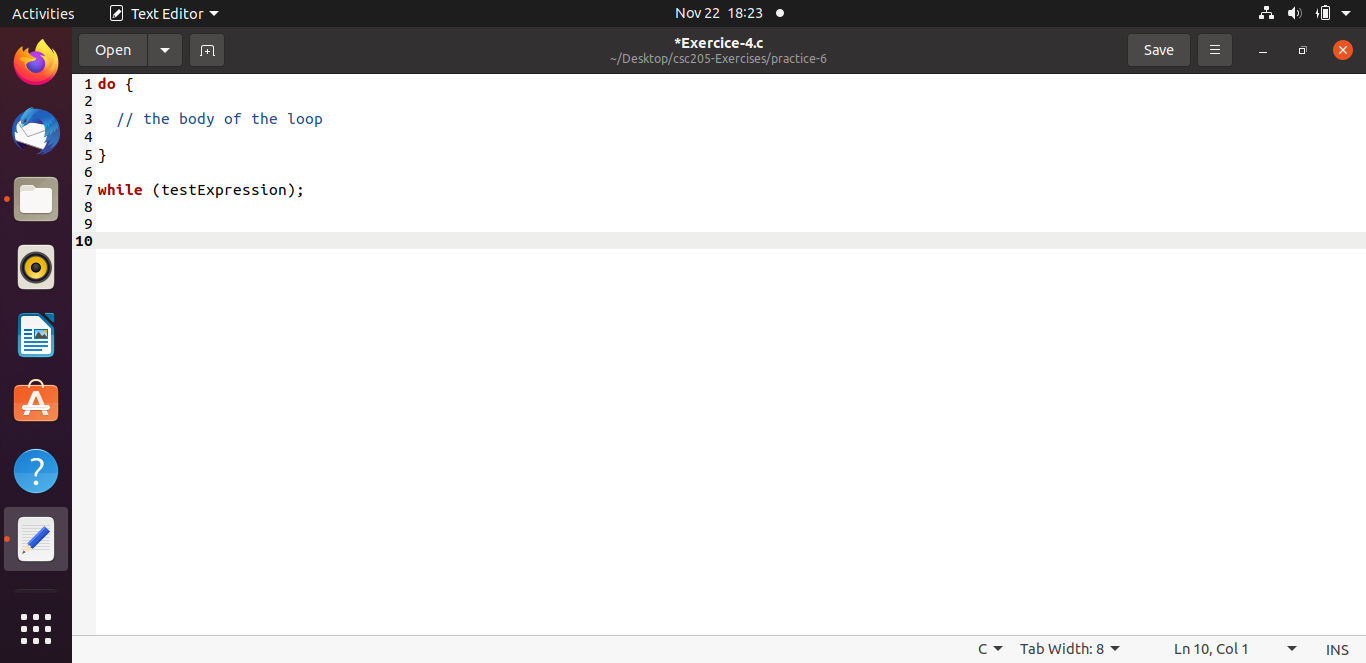 Activities Text Editor Nov 22 18:23
Open *Exercice-4.c Save
~/Desktop/csc205-Exercises/practice-6
1 do {
2
3 // the body of the loop
4
5 }
6
7 while (testExpression);
8
9
10
C Tab Width: 8 Ln 10, Col 1 INS